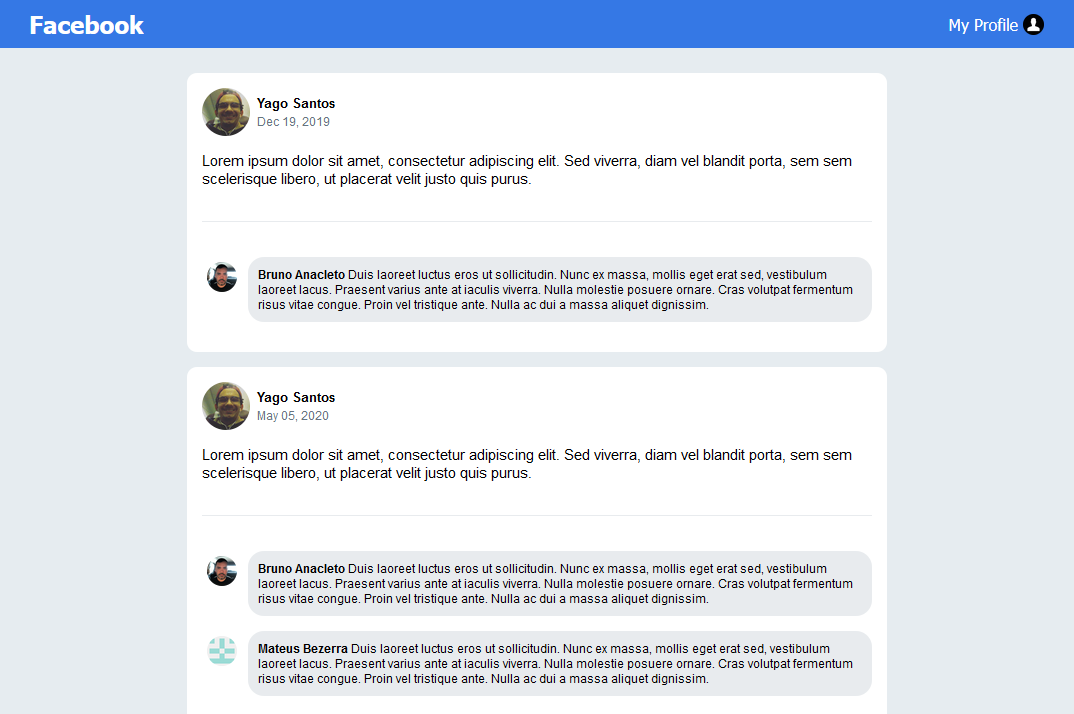 Facebook
My Profile
Yago Santos
Dec 19, 2019
Lorem ipsum dolor sit amet, consectetur adipiscing elit. Sed viverra, diam vel blandit porta, sem sem
scelerisque libero, ut placerat velit justo quis purus.
Bruno Anacleto Duis laoreet luctus eros ut sollicitudin. Nunc ex massa, mollis eget erat sed, vestibulum
laoreet lacus. Praesent varius ante at iaculis viverra. Nulla molestie posuere ornare. Cras volutpat fermentum
risus vitae congue. Proin vel tristique ante. Nulla ac dui a massa aliquet dignissim.
Yago Santos
May 05, 2020
Lorem ipsum dolor sit amet, consectetur adipiscing elit. Sed viverra, diam vel blandit porta, sem sem
scelerisque libero, ut placerat velit justo quis purus.
Bruno Anacleto Duis laoreet luctus eros ut sollicitudin. Nunc ex massa, mollis eget erat sed, vestibulum
laoreet lacus. Praesent varius ante at iaculis viverra. Nulla molestie posuere ornare. Cras volutpat fermentum
risus vitae congue. Proin vel tristique ante. Nulla ac dui a massa aliquet dignissim.
Mateus Bezerra Duis laoreet luctus eros ut sollicitudin. Nunc ex massa, mollis eget erat sed, vestibulum
laoreet lacus. Praesent varius ante at iaculis viverra. Nulla molestie posuere ornare. Cras volutpat fermentum
risus vitae congue. Proin vel tristique ante. Nulla ac dui a massa aliquet dignissim.